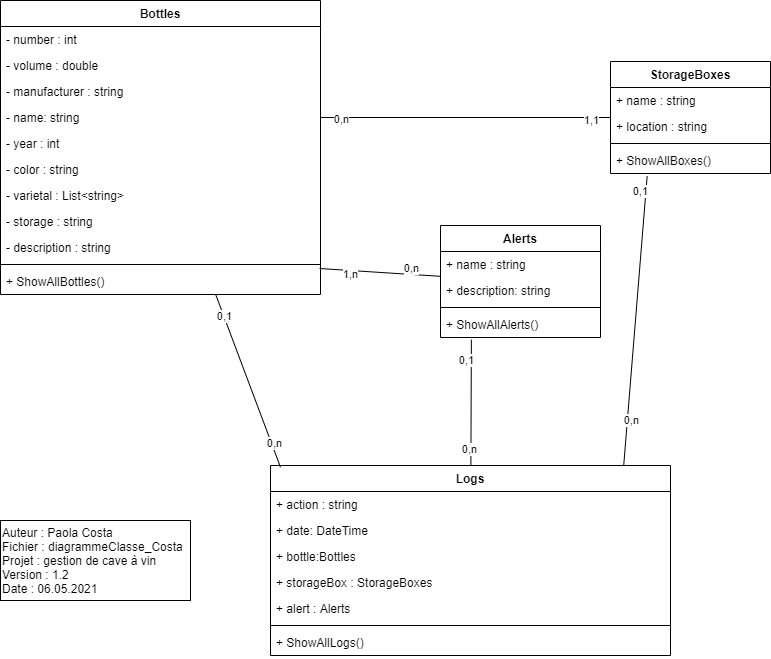 Bottles
- number : int
- volume : double
- manufacturer : string
- name: string
- year : int
- color : string
- varietal : List<string>
- storage : string
- description : string
+ ShowAllBottles()
0,n
1,1
StorageBoxes
+ name : string
+ location : string
+ ShowAllBoxes()
0,1
1,n
0,n
Alerts
+ name : string
+ description: string
+ ShowAllAlerts()
0,1
0,1
0,n
0,n
0,n
Logs
+ action : string
+ date: DateTime
+ bottle:Bottles
+ storageBox : StorageBoxes
+ alert : Alerts
+ ShowAllLogs()
Auteur : Paola Costa
Fichier : diagrammeClasse_Costa
Projet : gestion de cave à vin
Version : 1.2
Date : 06.05.2021